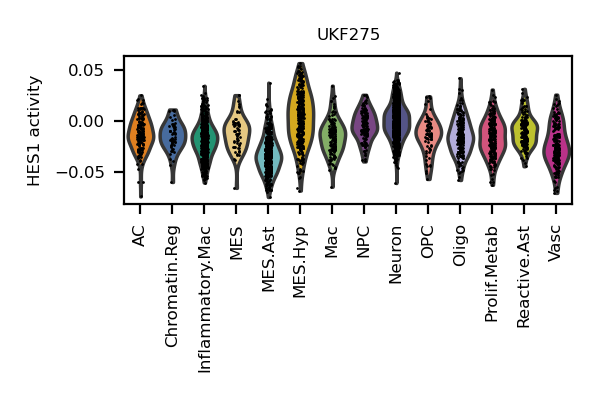 UKF275
HES1 activity
0.05
0.00
−0.05
AC
Chromatin.Reg
Inflammatory.Mac
MES
MES.Ast
MES.Hyp
Mac
NPC
Neuron
OPC
Oligo
Prolif.Metab
Reactive.Ast
Vasc